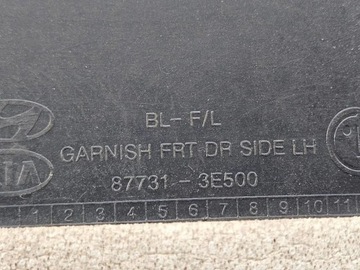 BL- F/L
GARNISH FRT DR SIDE LH
87731 - 3E500
1 2 3 4 5 6 7 8 9 10 11